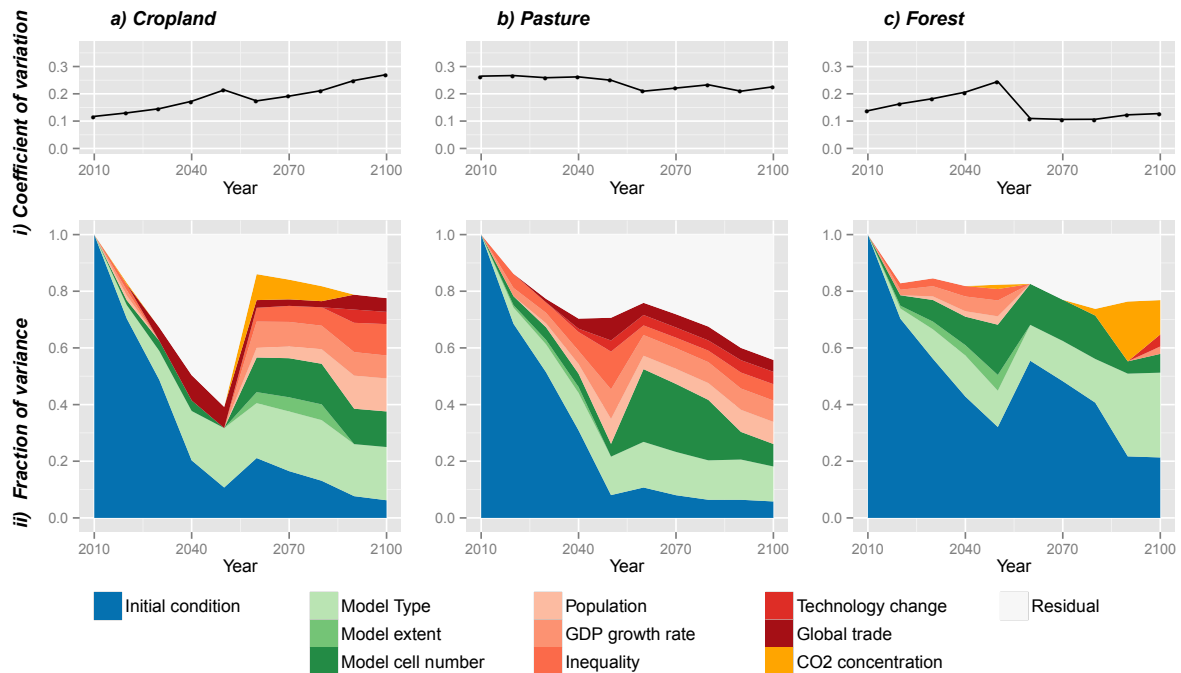 a) Cropland
b) Pasture
c) Forest
i) Coefficient of variation
0.3
0.2
0.1
0.0
2010 2040 2070 2100
Year
0.3
0.2
0.1
0.0
2010 2040 2070 2100
Year
0.3
0.2
0.1
0.0
2010 2040 2070 2100
Year
ii) Fraction of variance
1.0
0.8
0.6
0.4
0.2
0.0
2010 2040 2070 2100
Year
1.0
0.8
0.6
0.4
0.2
0.0
2010 2040 2070 2100
Year
1.0
0.8
0.6
0.4
0.2
0.0
2010 2040 2070 2100
Year
Initial condition
Model Type
Model extent
Model cell number
Population
GDP growth rate
Inequality
Technology change
Global trade
CO2 concentration
Residual